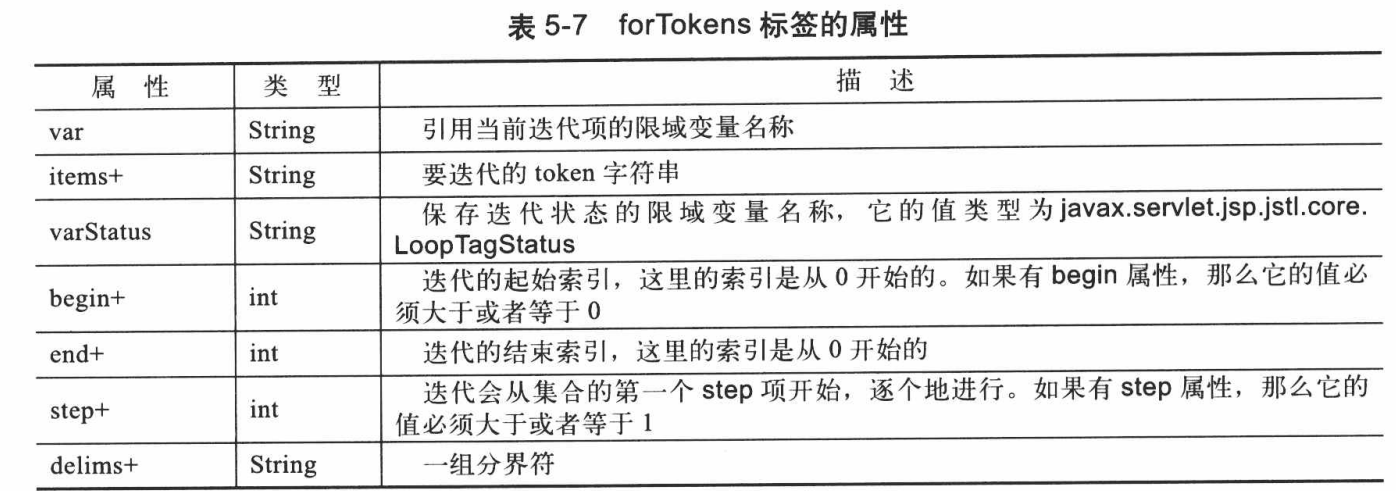 表 5-7 forTokens 标签的属性
属 性 类 型 描 述
var String 引用当前迭代项的限域变量名称
items+ String 要迭代的 token 字符串
varStatus String 保存迭代状态的限域变量名称，它的值类型为 javax.servlet.jsp.jstl.core.
LoopTagStatus
begin+ int 迭代的起始索引，这里的索引是从 0 开始的。如果有 begin 属性，那么它的值必
须大于或者等于 0
end+ int 迭代的结束索引，这里的索引是从 0 开始的
step+ int 迭代会从集合的第一个 step 项开始，逐个地进行。如果有 step 属性，那么它的
值必须大于或者等于 1
delims+ String 一组分界符